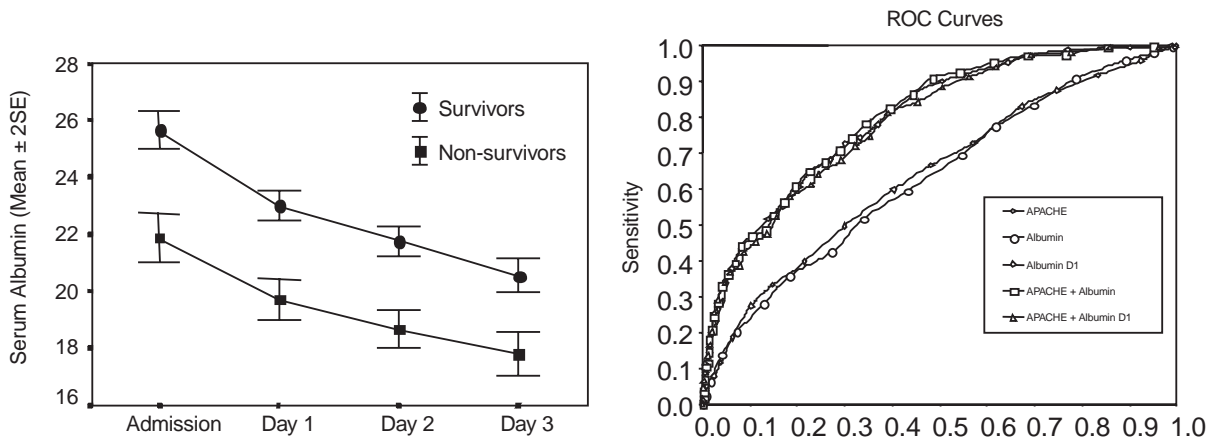 Serum Albumin (Mean ± 2SE)
28
26
24
22
20
18
16
Survivors
Non-survivors
Admission Day 1 Day 2 Day 3
ROC Curves
Sensitivity
1.0
0.9
0.8
0.7
0.6
0.5
0.4
0.3
0.2
0.1
0.0
APACHE
Albumin
Albumin D1
APACHE + Albumin
APACHE + Albumin D1
0.0 0.1 0.2 0.3 0.4 0.5 0.6 0.7 0.8 0.9 1.0